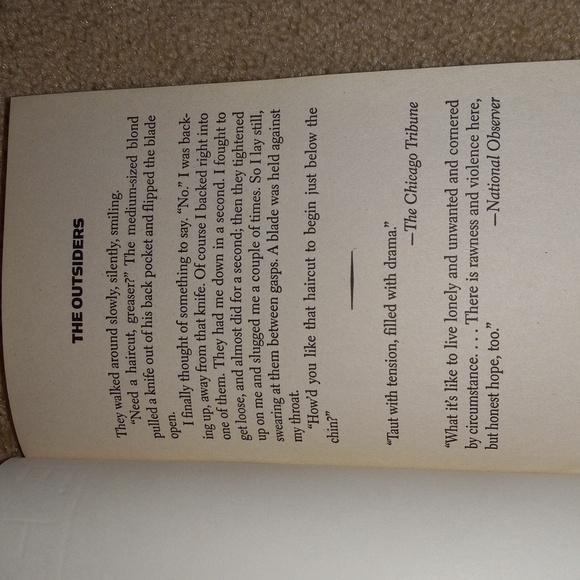 THE OUTSIDERS
They walked around slowly, silently, smiling.
"Need a haircut, greaser?" The medium-sized blond
pulled a knife out of his back pocket and flipped the blade
open.
I finally thought of something to say. "No." I was back-
ing up, away from that knife. Of course I backed right into
one of them. They had me down in a second. I fought to
get loose, and almost did for a second; then they tightened
up on me and slugged me a couple of times. So I lay still,
swearing at them between gasps. A blade was held against
my throat.
"How'd you like that haircut to begin just below the
chin?"
"Taut with tension, filled with drama."
—The Chicago Tribune
"What it's like to live lonely and unwanted and cornered
by circumstance. . . . There is rawness and violence here,
but honest hope, too."
—National Observer